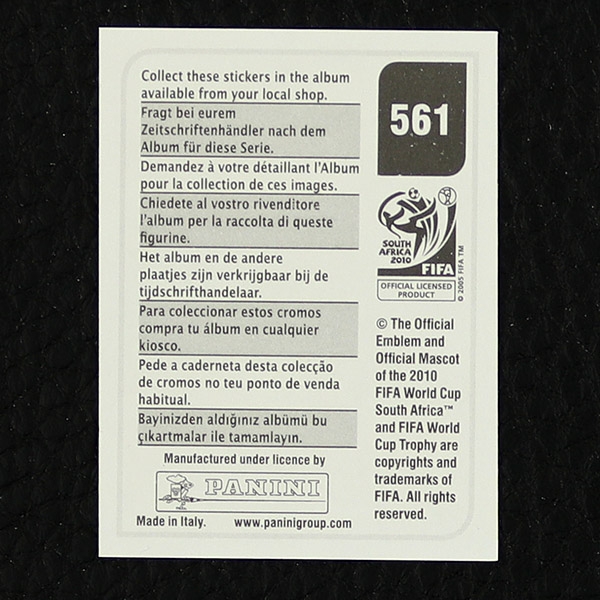 Collect these stickers in the album
available from your local shop.
Fragt bei eurem
Zeitschriftenhändler nach dem
Album für diese Serie.
Demandez à votre détaillant l'Album
pour la collection de ces images.
Chiedete al vostro rivenditore
l'album per la raccolta di queste
figurine.
Het album en de andere
plaatjes zijn verkrijgbaar bij de
tijdschrifthandelaar.
Para coleccionar estos cromos
compra tu álbum en cualquier
kiosco.
Pede a caderneta desta colecção
de cromos no teu ponto de venda
habitual.
Bayinizden aldığınız albümü bu
çıkartmalar ile tamamlayın.
Manufactured under licence by
PANINI
Made in Italy. www.paninigroup.com
561
SOUTH
AFRICA
2010
FIFA
© 2005 FIFA TM
OFFICIAL LICENSED
PRODUCT
© The Official
Emblem and
Official Mascot
of the 2010
FIFA World Cup
South Africa™
and FIFA World
Cup Trophy are
copyrights and
trademarks of
FIFA. All rights
reserved.